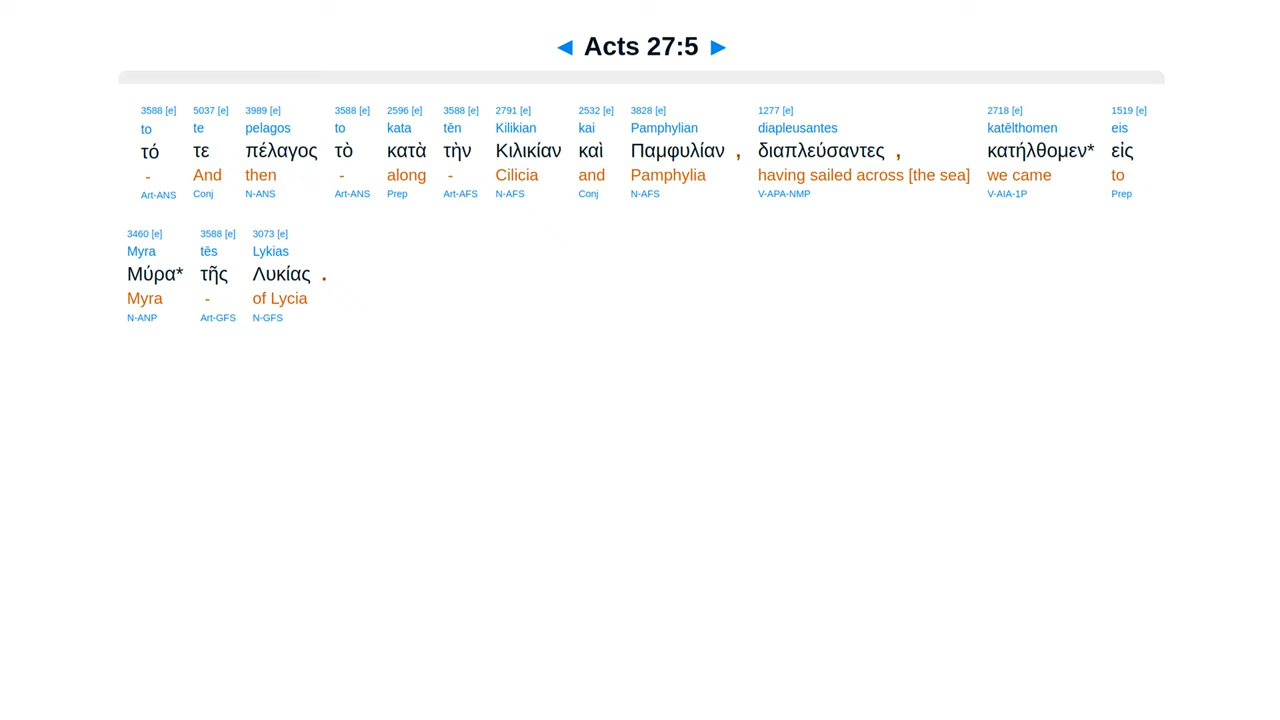 ◄ Acts 27:5 ►
3588 [e] 5037 [e] 3989 [e] 3588 [e] 2596 [e] 3588 [e] 2791 [e] 2532 [e] 3828 [e] 1277 [e] 2718 [e] 1519 [e]
to te pelagos to kata tēn Kilikian kai Pamphylian diapleusantes katēlthomen eis
τό τε πέλαγος τὸ κατὰ τὴν Κιλικίαν καὶ Παμφυλίαν , διαπλεύσαντες , κατήλθομεν* εἰς
- And then - along - Cilicia and Pamphylia having sailed across [the sea] we came to
Art-ANS Conj N-ANS Art-ANS Prep Art-AFS N-AFS Conj N-AFS V-APA-NMP V-AIA-1P Prep
3460 [e] 3588 [e] 3073 [e]
Myra tēs Lykias
Μύρα* τῆς Λυκίας .
Myra - of Lycia
N-ANP Art-GFS N-GFS